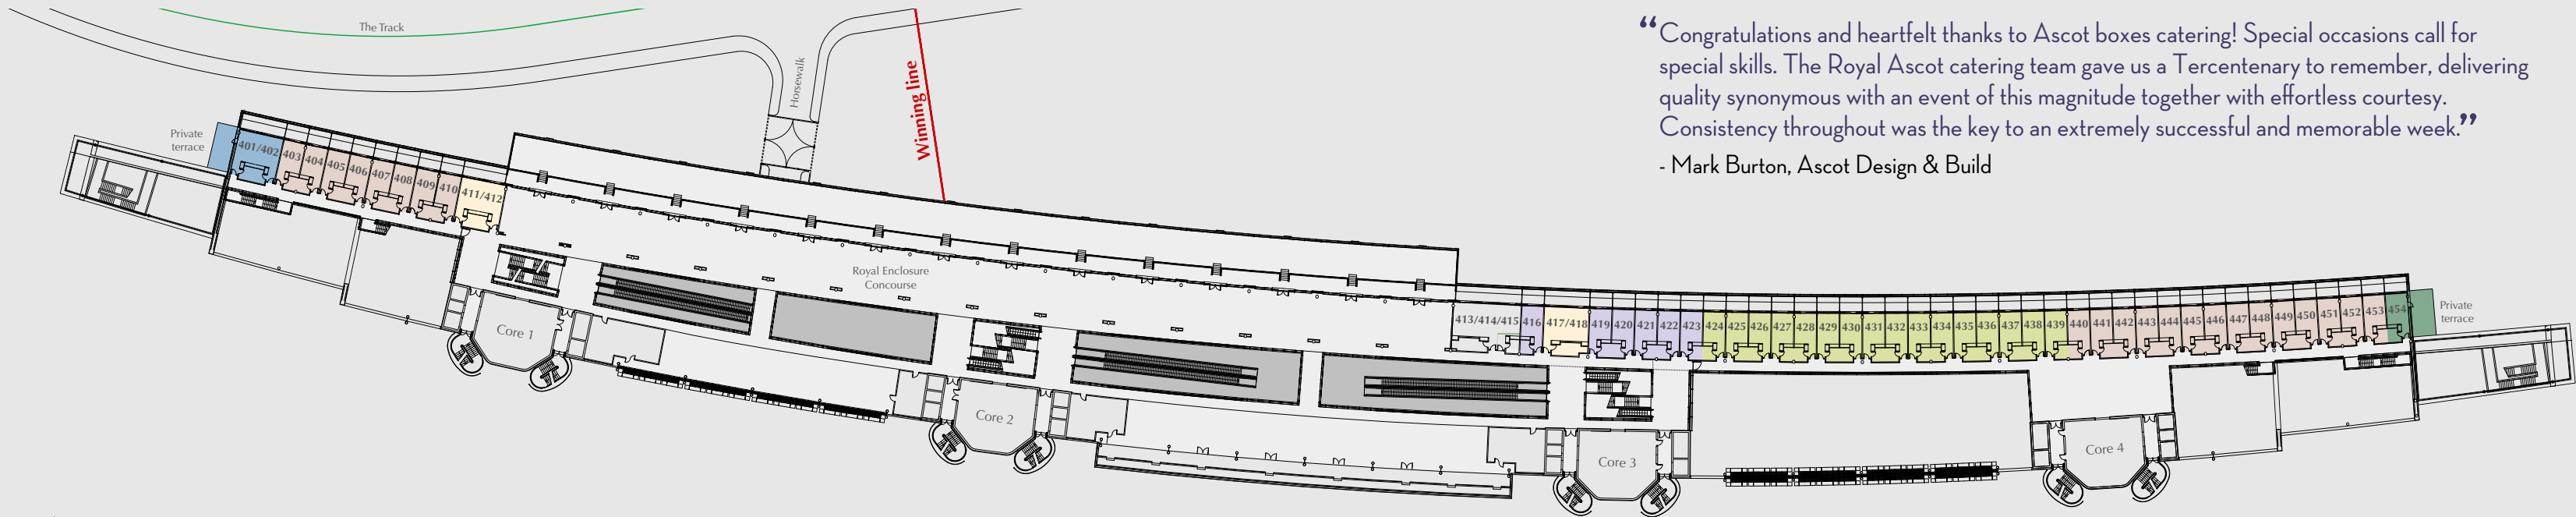 The Track
Horsewalk
Winning line
“Congratulations and heartfelt thanks to Ascot boxes catering! Special occasions call for
special skills. The Royal Ascot catering team gave us a Tercentenary to remember, delivering
quality synonymous with an event of this magnitude together with effortless courtesy.
Consistency throughout was the key to an extremely successful and memorable week.”
- Mark Burton, Ascot Design & Build
Private
terrace
401/402
403
404
405
406
407
408
409
410
411/412
Royal Enclosure
Concourse
413/414/415
416
417/418
419
420
421
422
423
424
425
426
427
428
429
430
431
432
433
434
435
436
437
438
439
440
441
442
443
444
445
446
447
448
449
450
451
452
453
454
Private
terrace
Core 1
Core 2
Core 3
Core 4